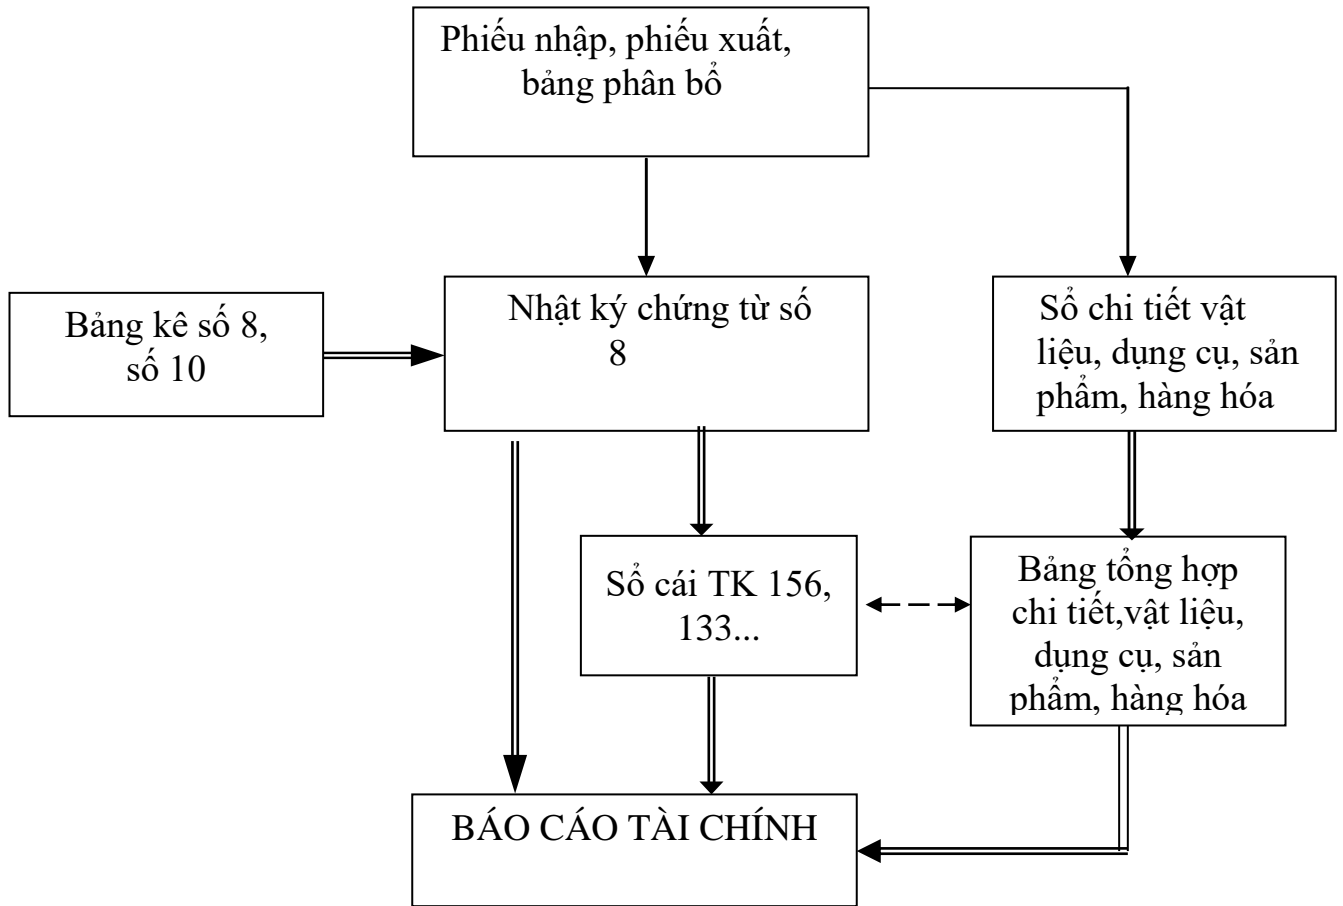 Phiếu nhập, phiếu xuất,
bảng phân bổ
Bảng kê số 8,
số 10
Nhật ký chứng từ số
8
Sổ chi tiết vật
liệu, dụng cụ, sản
phẩm, hàng hóa
Sổ cái TK 156,
133...
Bảng tổng hợp
chi tiết,vật liệu,
dụng cụ, sản
phẩm, hàng hóa
BÁO CÁO TÀI CHÍNH